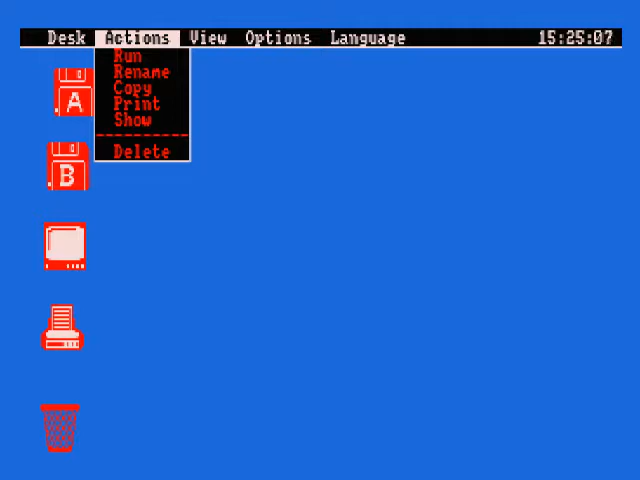 Desk Actions View Options Language 15:25:07
Run
Rename
Copy
Print
Show
Delete
A
B